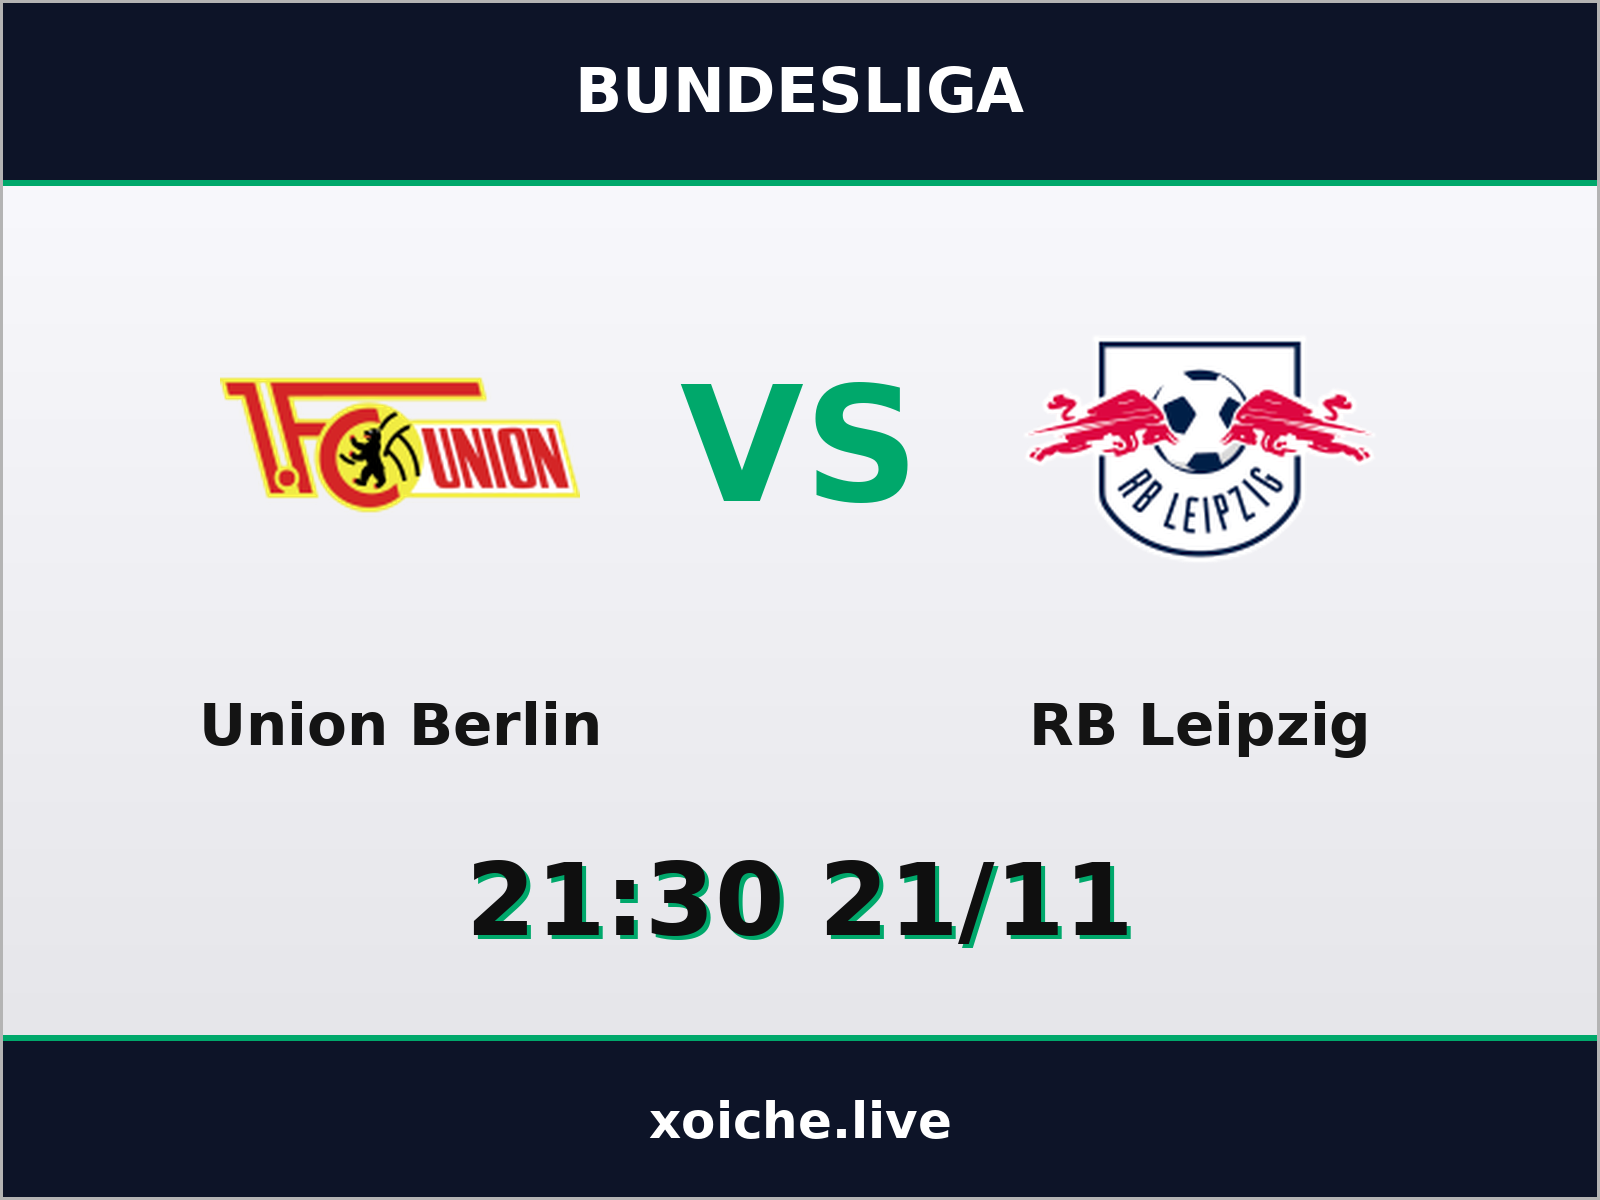 BUNDESLIGA
1.FC UNION
VS
RB LEIPZIG
Union Berlin
RB Leipzig
21:30 21/11
xoiche.live